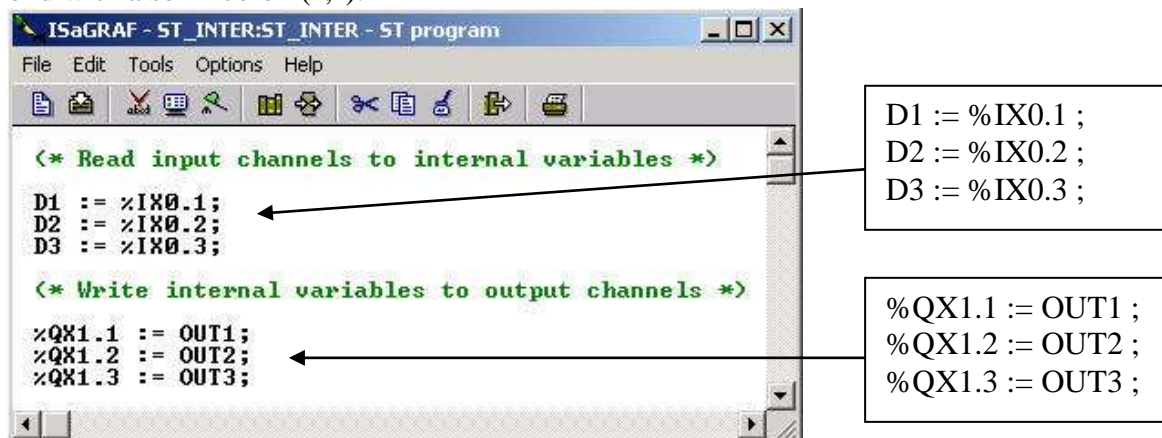 ISaGRAF - ST_INTER:ST_INTER - ST program
File Edit Tools Options Help
(* Read input channels to internal variables *)
D1 := %IX0.1;
D2 := %IX0.2;
D3 := %IX0.3;
(* Write internal variables to output channels *)
%QX1.1 := OUT1;
%QX1.2 := OUT2;
%QX1.3 := OUT3;
D1 := %IX0.1 ;
D2 := %IX0.2 ;
D3 := %IX0.3 ;
%QX1.1 := OUT1 ;
%QX1.2 := OUT2 ;
%QX1.3 := OUT3 ;